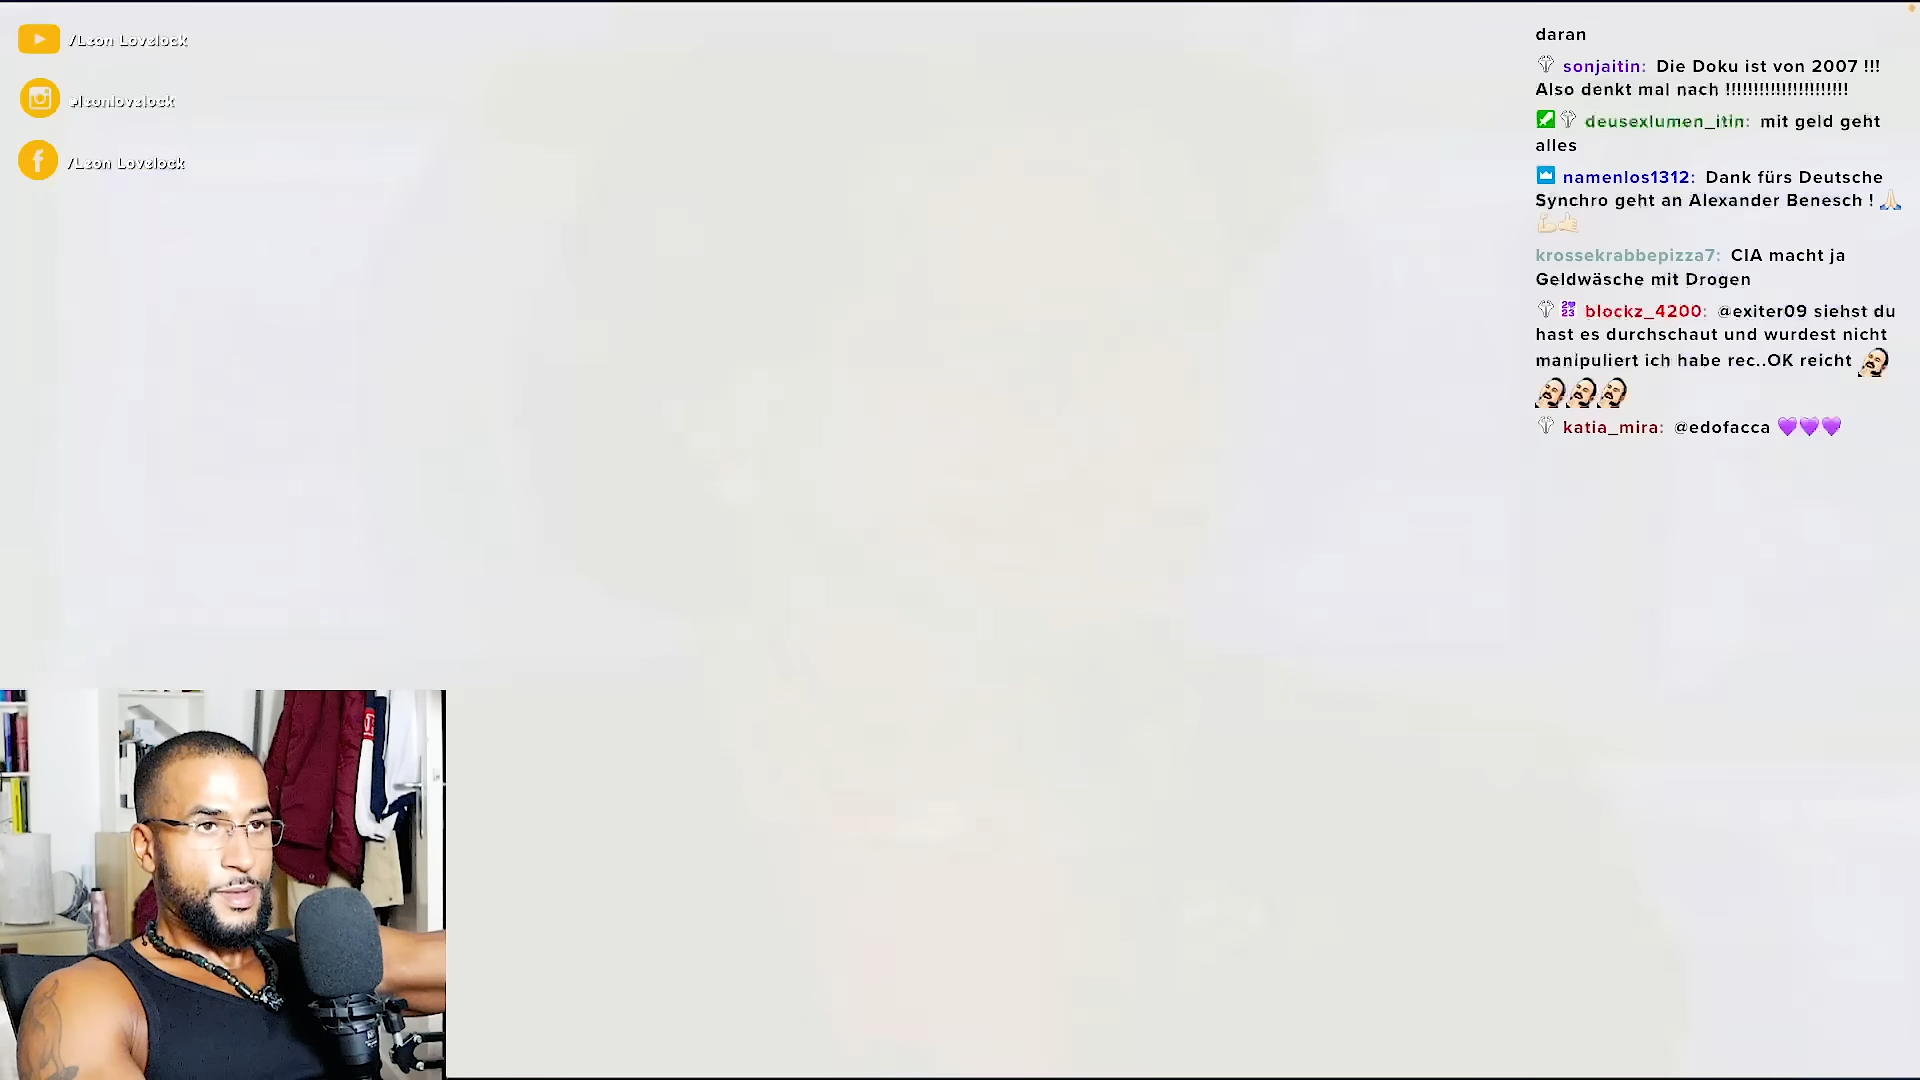 /Leon Lovelock
@leonlovelock
/Leon Lovelock
daran
sonjaitin: Die Doku ist von 2007 !!!
Also denkt mal nach !!!!!!!!!!!!!!!!!!!!!!
deusexlumen_itin: mit geld geht
alles
namenlos1312: Dank fürs Deutsche
Synchro geht an Alexander Benesch ! 🙏🏻
💪🏻👍🏻
krossekrabbepizza7: CIA macht ja
Geldwäsche mit Drogen
blockz_4200: @exiter09 siehst du
hast es durchschaut und wurdest nicht
manipuliert ich habe rec..OK reicht
katia_mira: @edofacca 💜💜💜